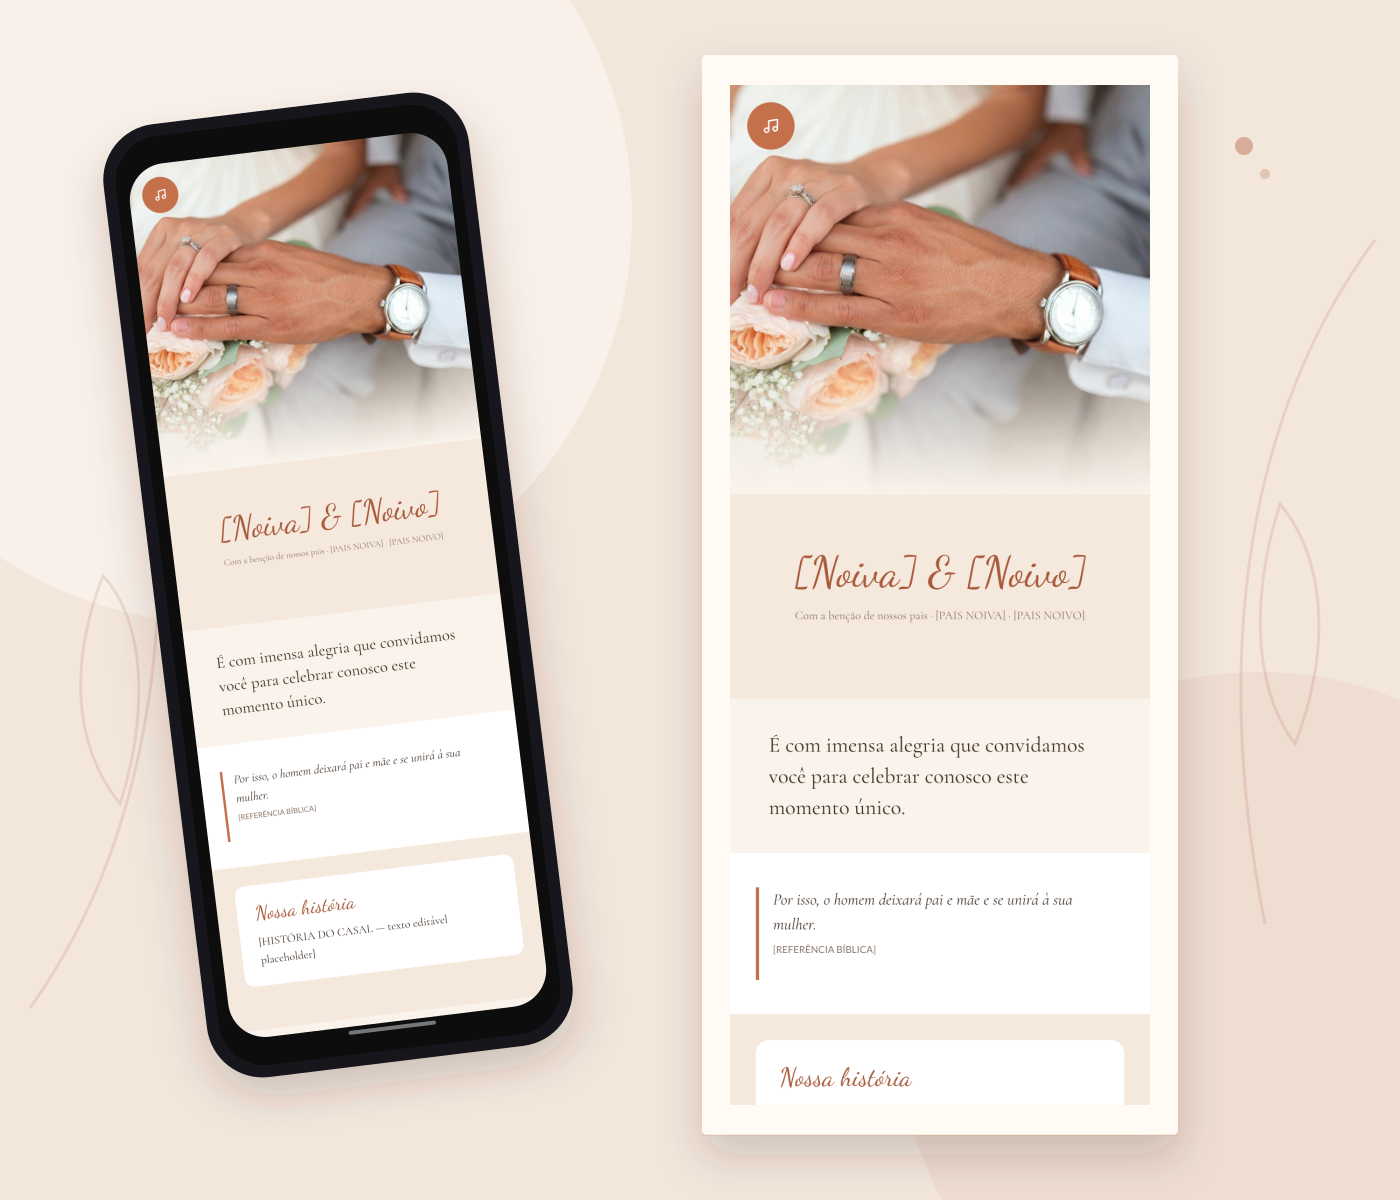 [Noiva] & [Noivo]
Com a benção de nossos pais · [PAIS NOIVA] · [PAIS NOIVO]
É com imensa alegria que convidamos
você para celebrar conosco este
momento único.
Por isso, o homem deixará pai e mãe e se unirá à sua
mulher.
[REFERÊNCIA BÍBLICA]
Nossa história
[HISTÓRIA DO CASAL — texto editável
placeholder]
[Noiva] & [Noivo]
Com a benção de nossos pais · [PAIS NOIVA] · [PAIS NOIVO]
É com imensa alegria que convidamos
você para celebrar conosco este
momento único.
Por isso, o homem deixará pai e mãe e se unirá à sua
mulher.
[REFERÊNCIA BÍBLICA]
Nossa história